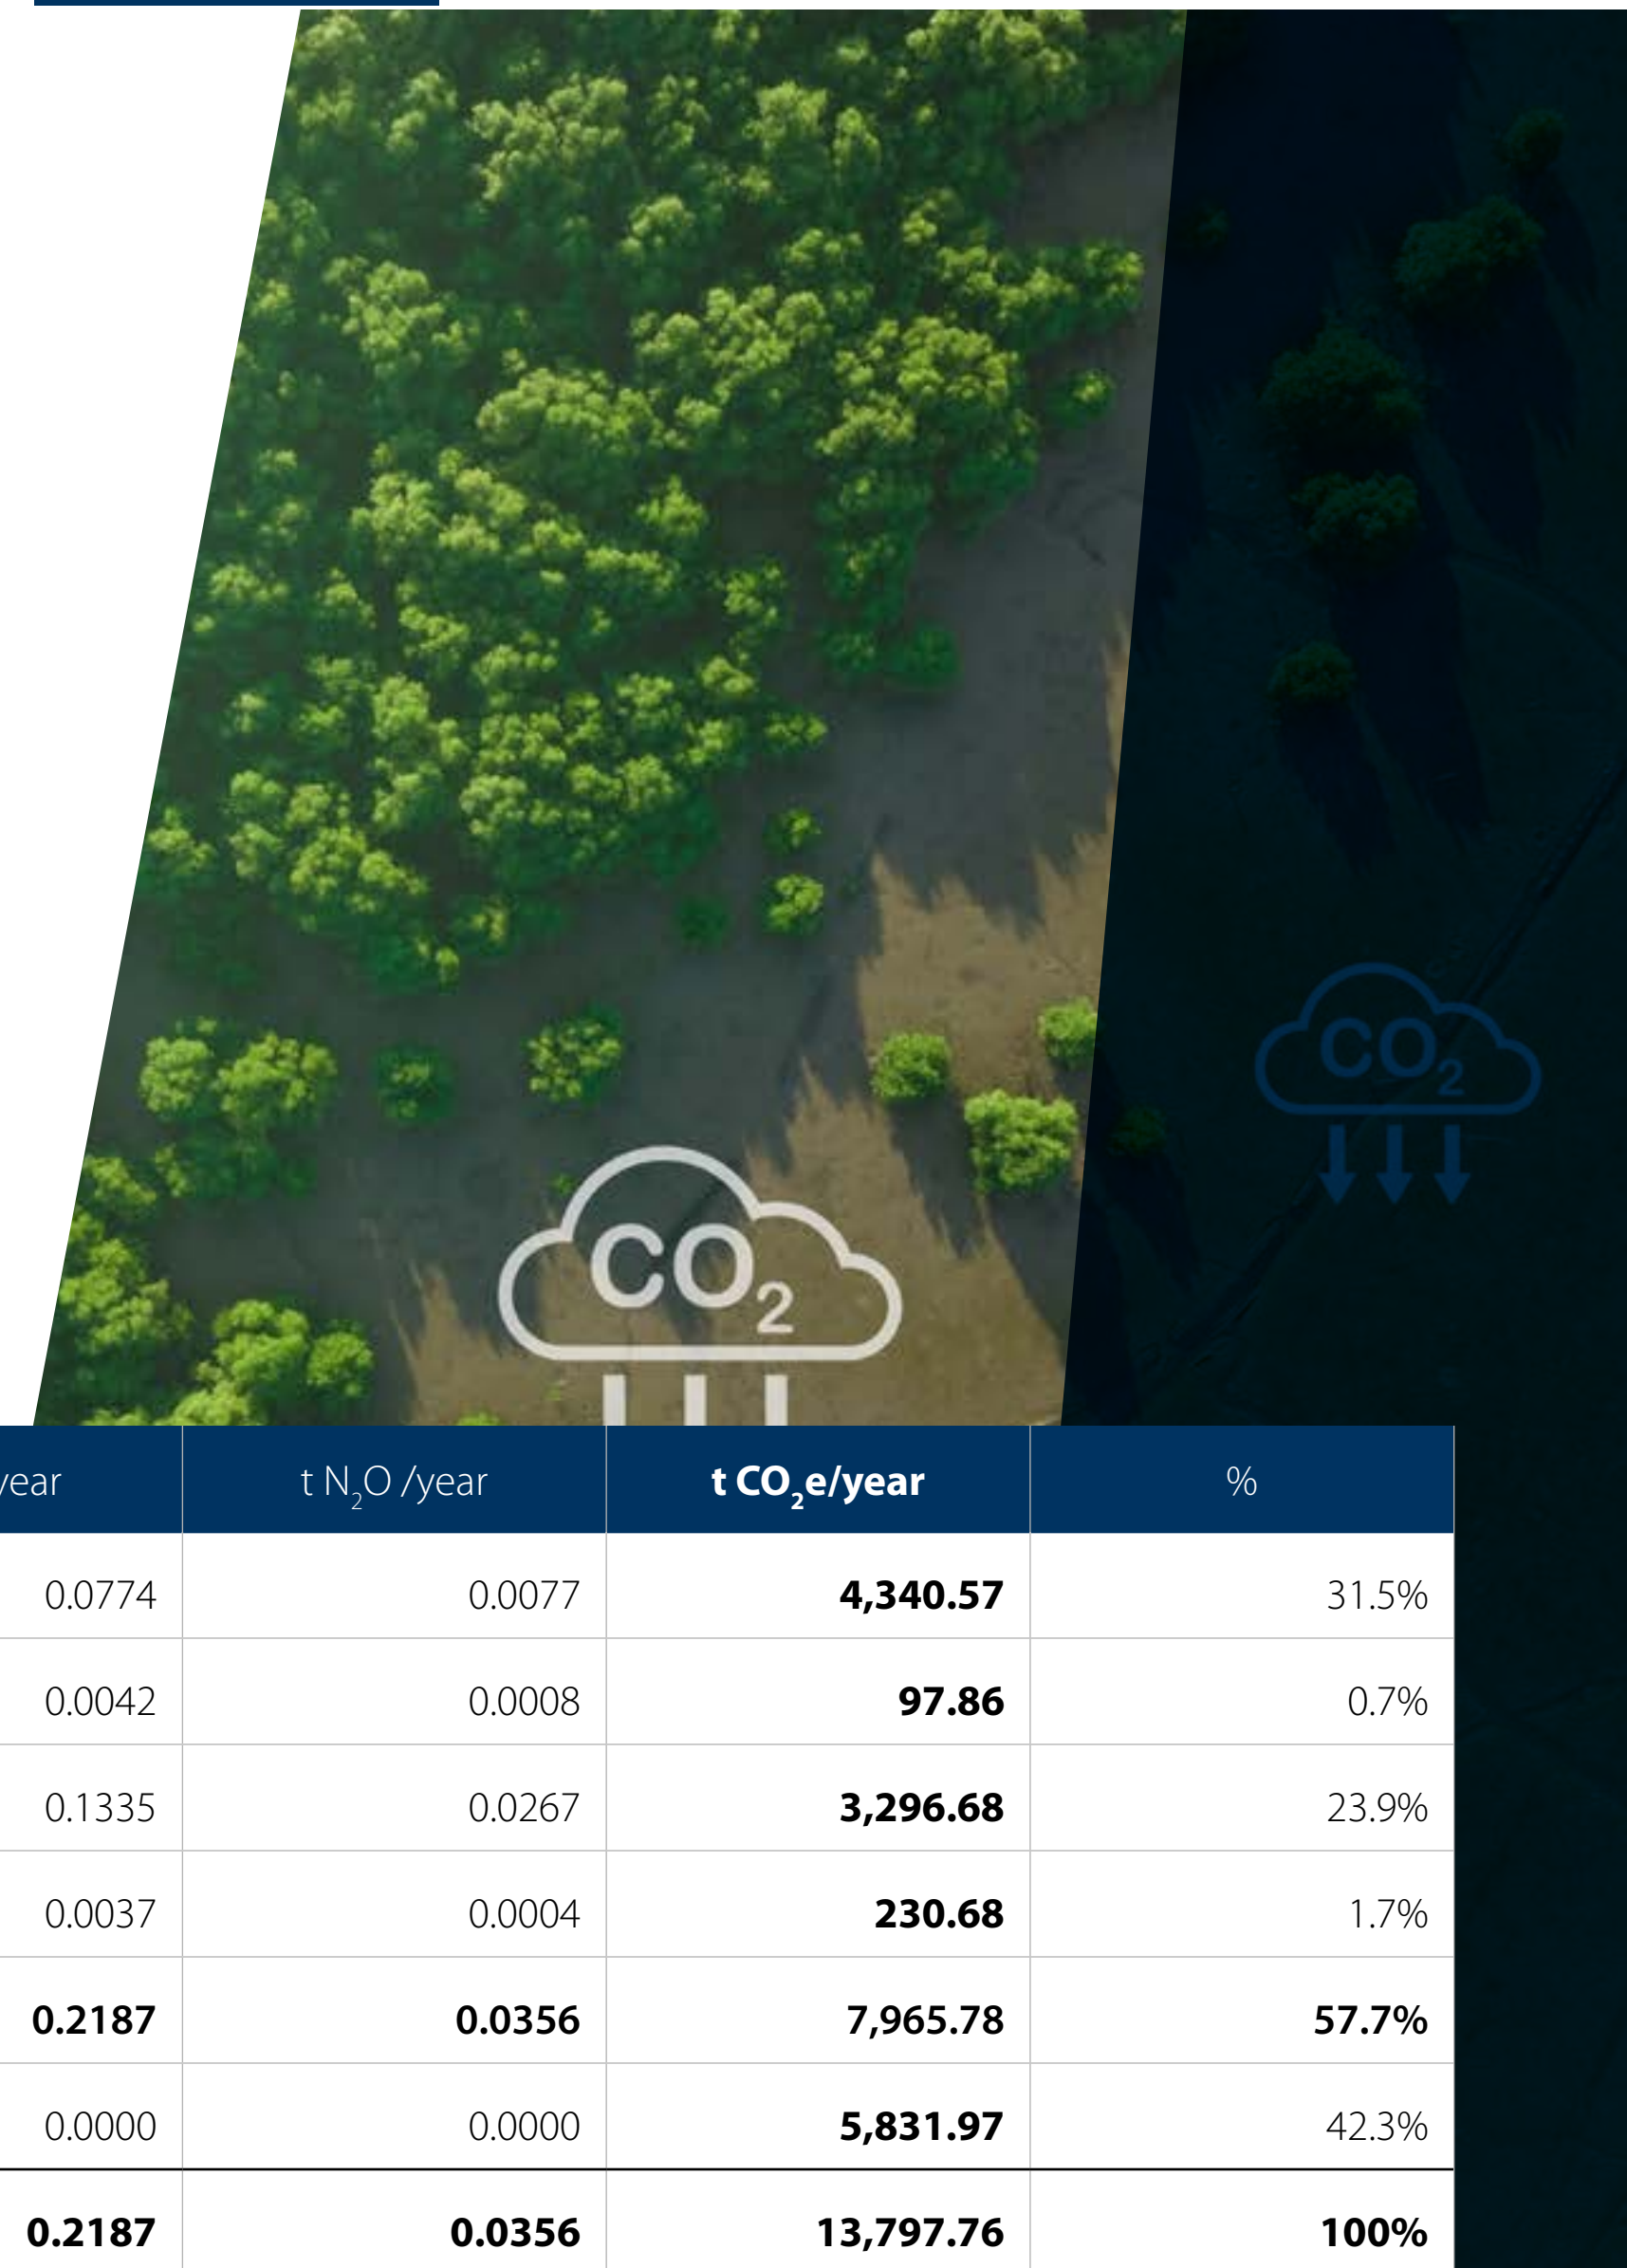 CO2
CO2
year t N2O /year t CO2e/year %
0.0774 0.0077 4,340.57 31.5%
0.0042 0.0008 97.86 0.7%
0.1335 0.0267 3,296.68 23.9%
0.0037 0.0004 230.68 1.7%
0.2187 0.0356 7,965.78 57.7%
0.0000 0.0000 5,831.97 42.3%
0.2187 0.0356 13,797.76 100%